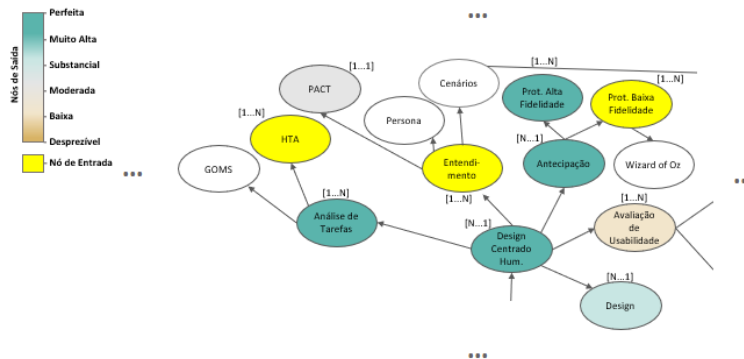 Nós de Saída
Perfeita
Muito Alta
Substancial
Moderada
Baixa
Desprezível
Nó de Entrada
...
...
[1...1]
PACT
[1...N]
HTA
GOMS
[1...N]
Análise de
Tarefas
Cenários
Persona
Entendi-
mento
[1...N]
[1...N]
Prot. Alta
Fidelidade
[1...N]
Prot. Baixa
Fidelidade
[N...1]
Antecipação
Wizard of Oz
...
[N...1]
Design
Centrado
Hum.
[1...N]
Avaliação
de
Usabilidade
[N...1]
Design
...